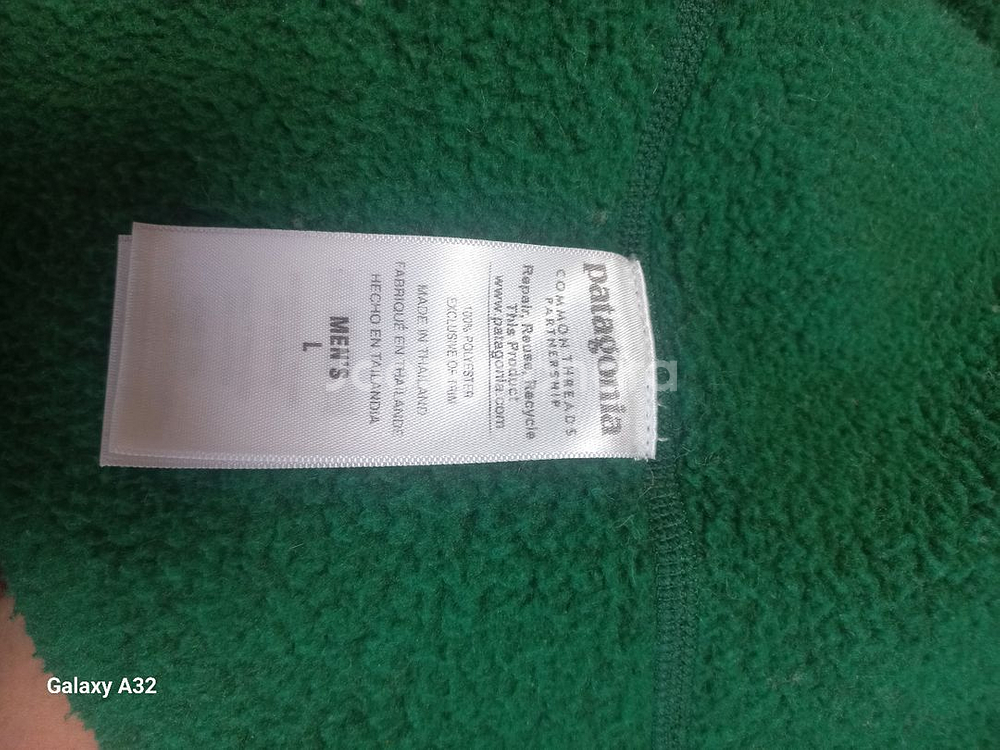 patagonia
COMMON THREADS
PARTNERSHIP
Repair, Reuse, Recycle
This Product
www.patagonia.com
100% POLYESTER
EXCLUSIVE OF TRIM
MADE IN THAILAND
FABRIQUÉ EN THAILANDE
HECHO EN TAILANDIA
MEN'S
L
Galaxy A32